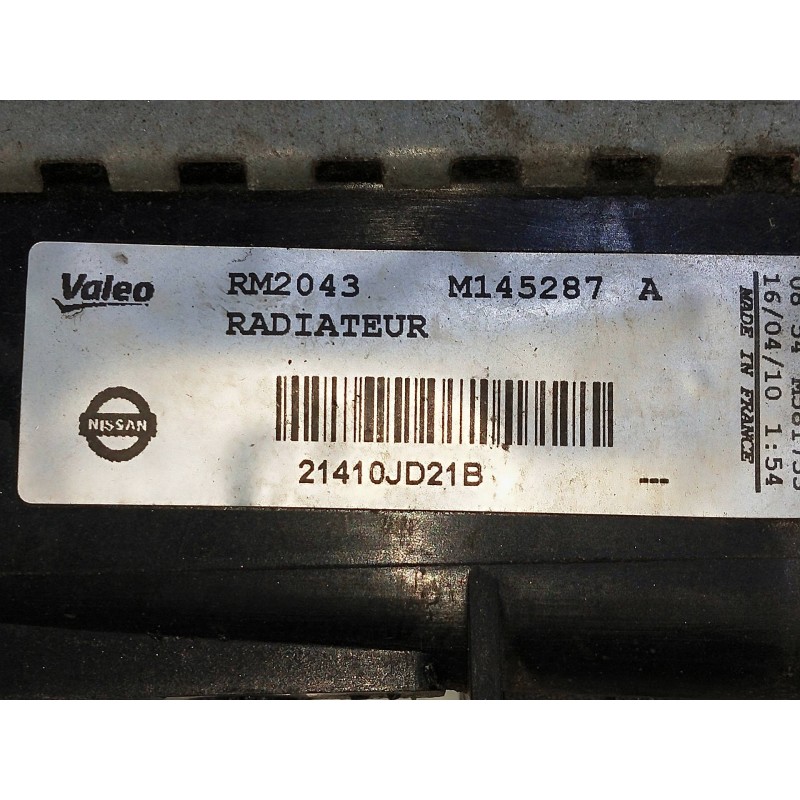 Valeo RM2043 M145287 A
RADIATEUR
NISSAN
21410JD21B ---
MADE IN FRANCE
16/04/10 1:54